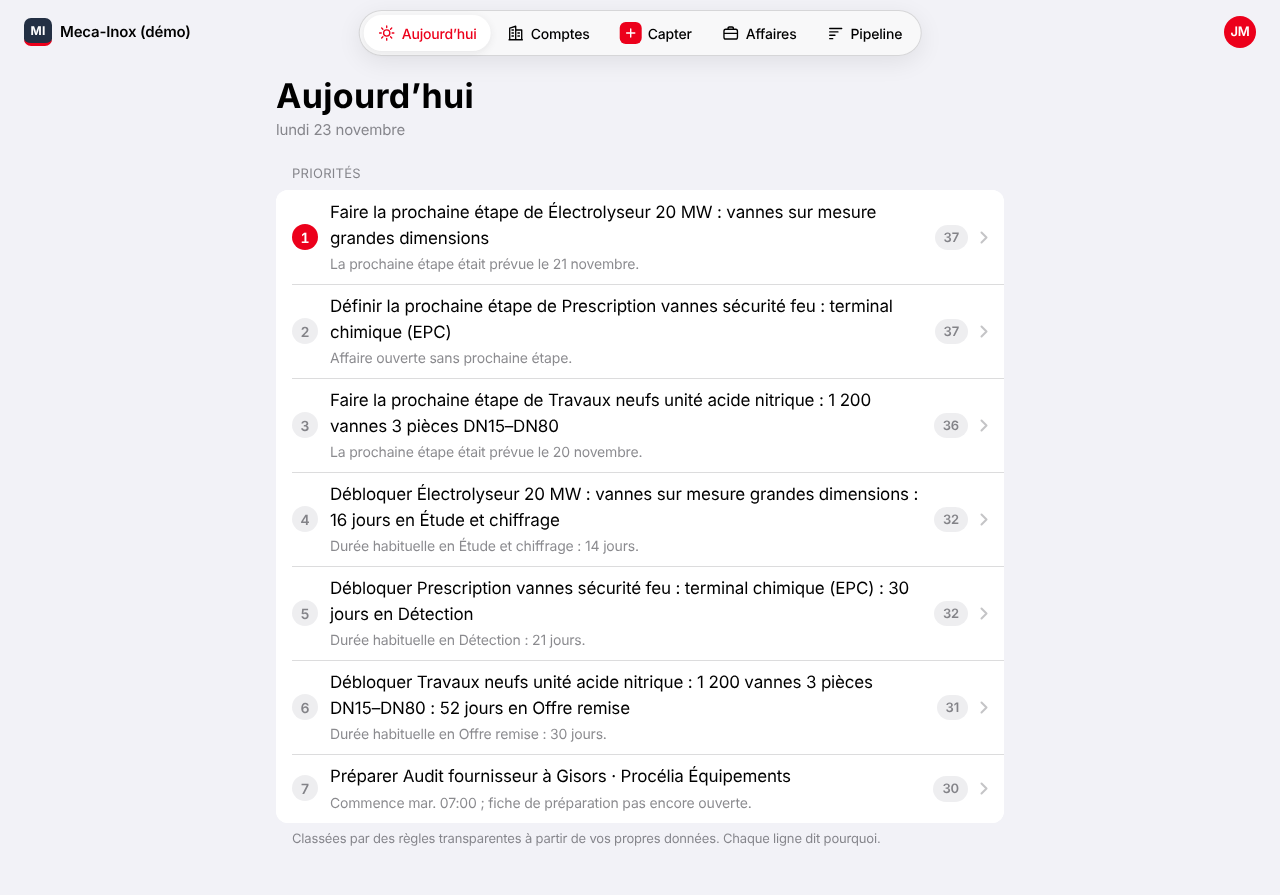 MI Meca-Inox (démo)
Aujourd’hui
Comptes
Capter
Affaires
Pipeline
JM
Aujourd’hui
lundi 23 novembre
PRIORITÉS
1
Faire la prochaine étape de Électrolyseur 20 MW : vannes sur mesure
grandes dimensions
La prochaine étape était prévue le 21 novembre.
37
2
Définir la prochaine étape de Prescription vannes sécurité feu : terminal
chimique (EPC)
Affaire ouverte sans prochaine étape.
37
3
Faire la prochaine étape de Travaux neufs unité acide nitrique : 1 200
vannes 3 pièces DN15–DN80
La prochaine étape était prévue le 20 novembre.
36
4
Débloquer Électrolyseur 20 MW : vannes sur mesure grandes dimensions :
16 jours en Étude et chiffrage
Durée habituelle en Étude et chiffrage : 14 jours.
32
5
Débloquer Prescription vannes sécurité feu : terminal chimique (EPC) : 30
jours en Détection
Durée habituelle en Détection : 21 jours.
32
6
Débloquer Travaux neufs unité acide nitrique : 1 200 vannes 3 pièces
DN15–DN80 : 52 jours en Offre remise
Durée habituelle en Offre remise : 30 jours.
31
7
Préparer Audit fournisseur à Gisors · Procélia Équipements
Commence mar. 07:00 ; fiche de préparation pas encore ouverte.
30
Classées par des règles transparentes à partir de vos propres données. Chaque ligne dit pourquoi.